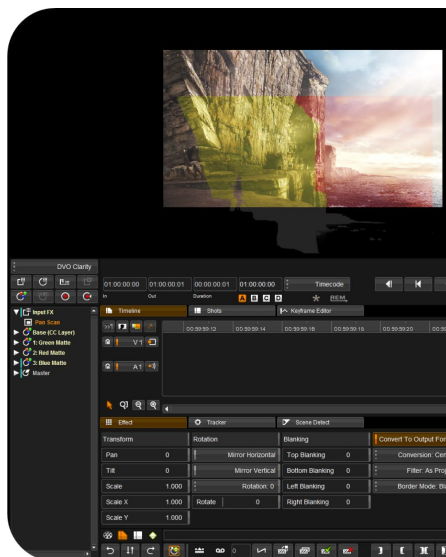 DVO Clarity
01:00:00.00 01:00:00.01 00:00:00.01 01:00:00.00 Timecode
In Out Duration A B C D REM
Input FX
Pan Scan
Base (CC Layer)
1: Green Matte
2: Red Matte
3: Blue Matte
Master
Timeline Shots Keyframe Editor
00:59:59:12 00:59:59:14 00:59:59:16 00:59:59:18 00:59:59:20
V 1
A 1
Effect Tracker Scene Detect
Transform Rotation Blanking Convert To Output For
Pan 0 Mirror Horizontal Top Blanking 0 Conversion: Cen
Tilt 0 Mirror Vertical Bottom Blanking 0 Filter: As Proj
Scale 1.000 Rotation: 0 Left Blanking 0 Border Mode: Bla
Scale X 1.000 Rotate 0 Right Blanking 0
Scale Y 1.000
0